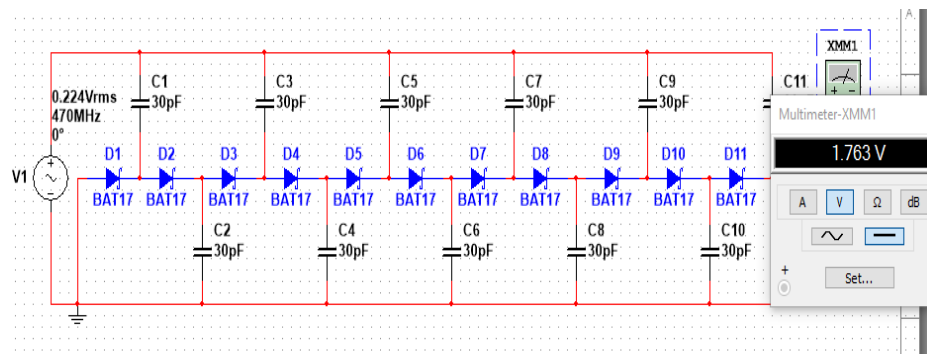 A
XMM1
C1
30pF
C3
30pF
C5
30pF
C7
30pF
C9
30pF
C11
0.224Vrms
470MHz
0°
V1
Multimeter-XMM1
1.763 V
A V Ω dB
Set...
+
D1 D2 D3 D4 D5 D6 D7 D8 D9 D10 D11
BAT17 BAT17 BAT17 BAT17 BAT17 BAT17 BAT17 BAT17 BAT17 BAT17 BAT17
C2
30pF
C4
30pF
C6
30pF
C8
30pF
C10
30pF